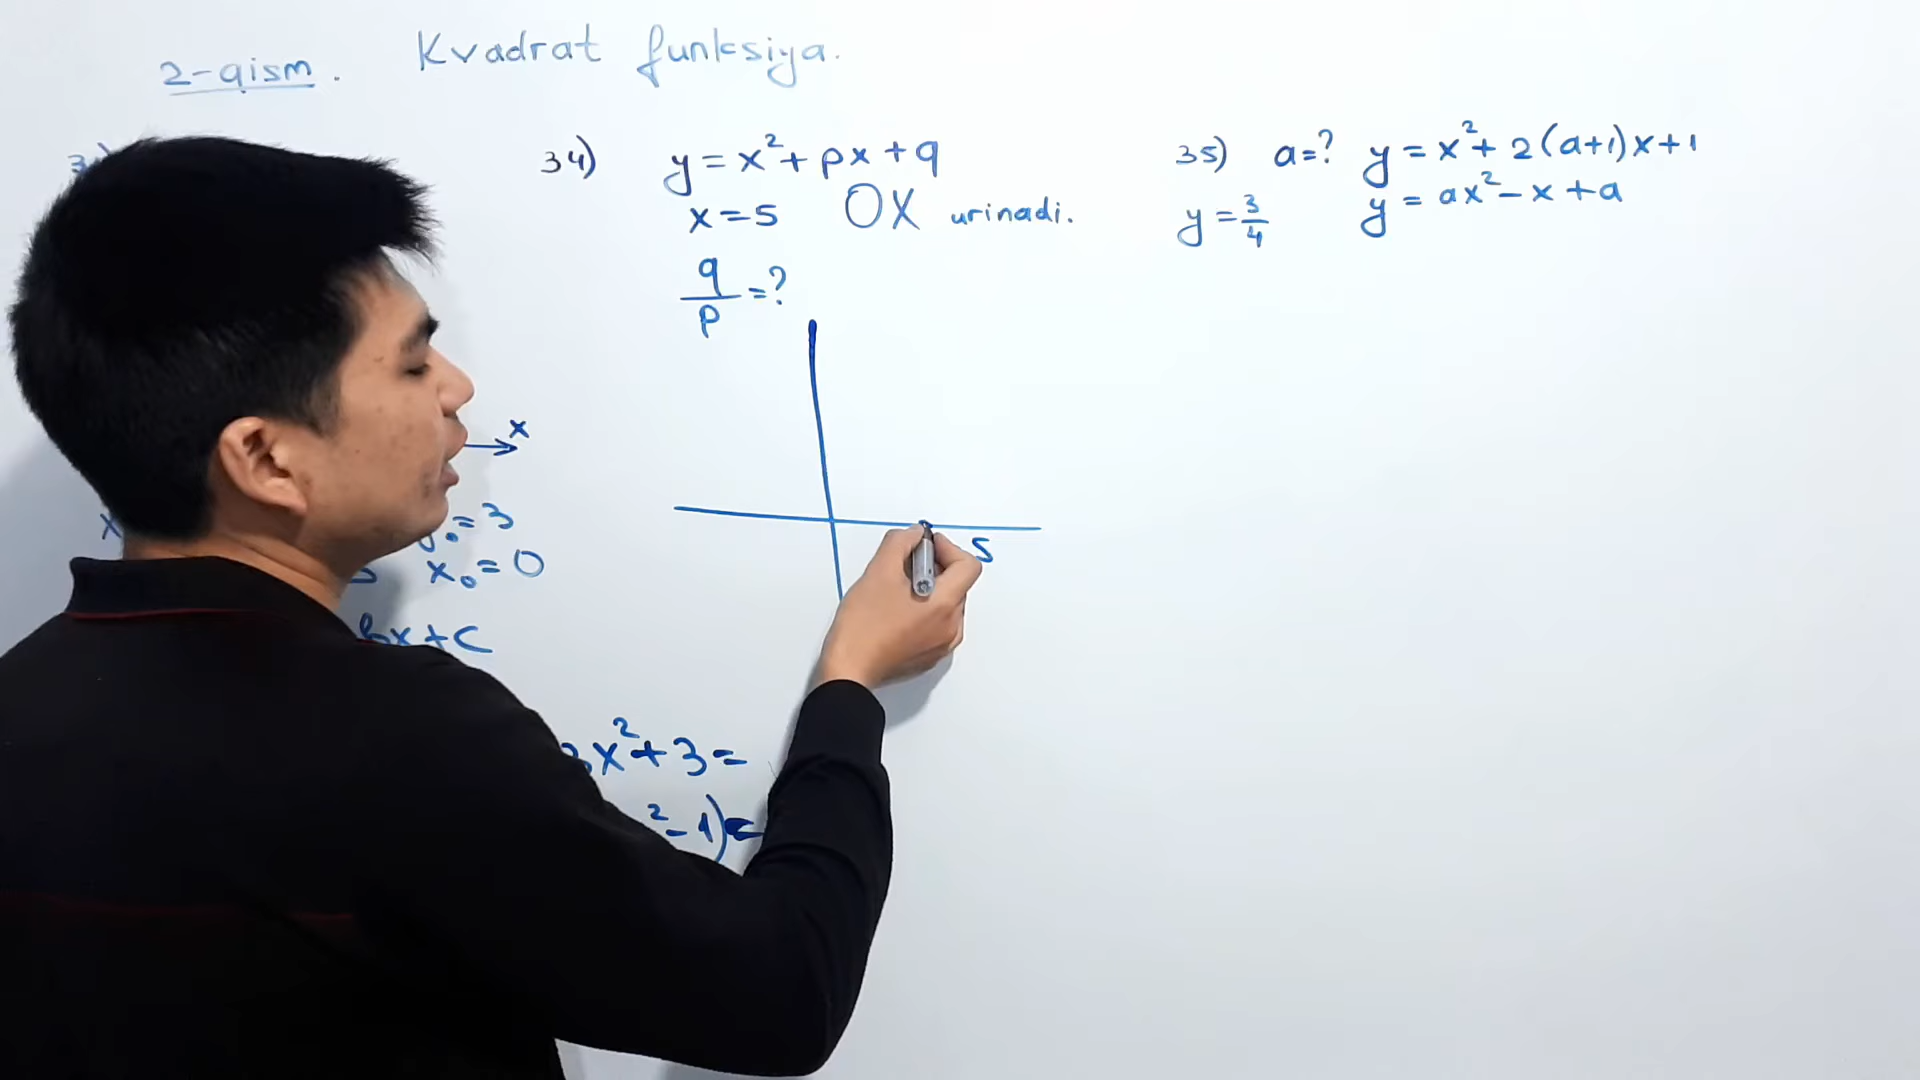 2-qism. Kvadrat funksiya.
34) y = x² + px + q
x = 5 OX urinadi.
q/p = ?
5
35) a = ? y = x² + 2(a+1)x + 1
y = 3/4 y = ax² - x + a
x
= 3
x₀ = 0
x + c
x² + 3 =
² - 1) =